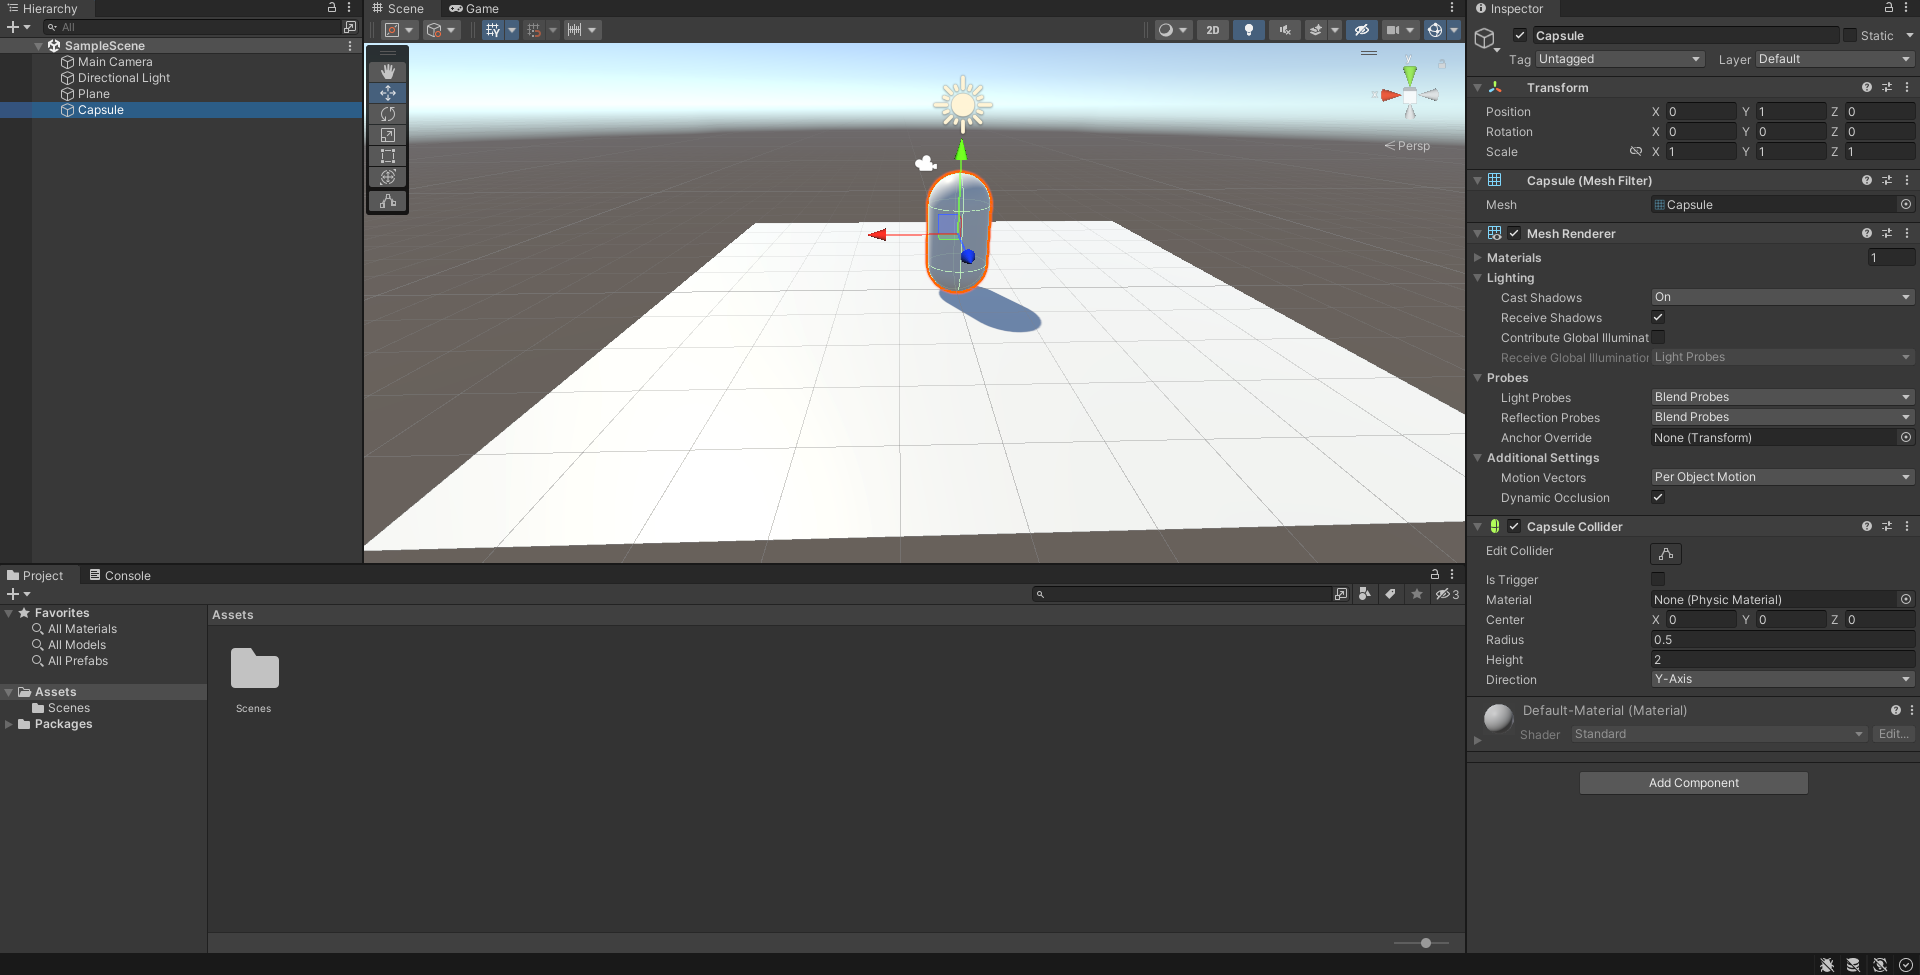 Hierarchy
All
SampleScene
Main Camera
Directional Light
Plane
Capsule
Scene
Game
2D
Y
Persp
Inspector
Capsule
Static
Tag Untagged Layer Default
Transform
Position X 0 Y 1 Z 0
Rotation X 0 Y 0 Z 0
Scale X 1 Y 1 Z 1
Capsule (Mesh Filter)
Mesh Capsule
Mesh Renderer
Materials 1
Lighting
Cast Shadows On
Receive Shadows
Contribute Global Illuminat
Receive Global Illumination Light Probes
Probes
Light Probes Blend Probes
Reflection Probes Blend Probes
Anchor Override None (Transform)
Additional Settings
Motion Vectors Per Object Motion
Dynamic Occlusion
Capsule Collider
Edit Collider
Is Trigger
Material None (Physic Material)
Center X 0 Y 0 Z 0
Radius 0.5
Height 2
Direction Y-Axis
Default-Material (Material)
Shader Standard Edit...
Add Component
Project
Console
3
Favorites
All Materials
All Models
All Prefabs
Assets
Scenes
Packages
Assets
Scenes